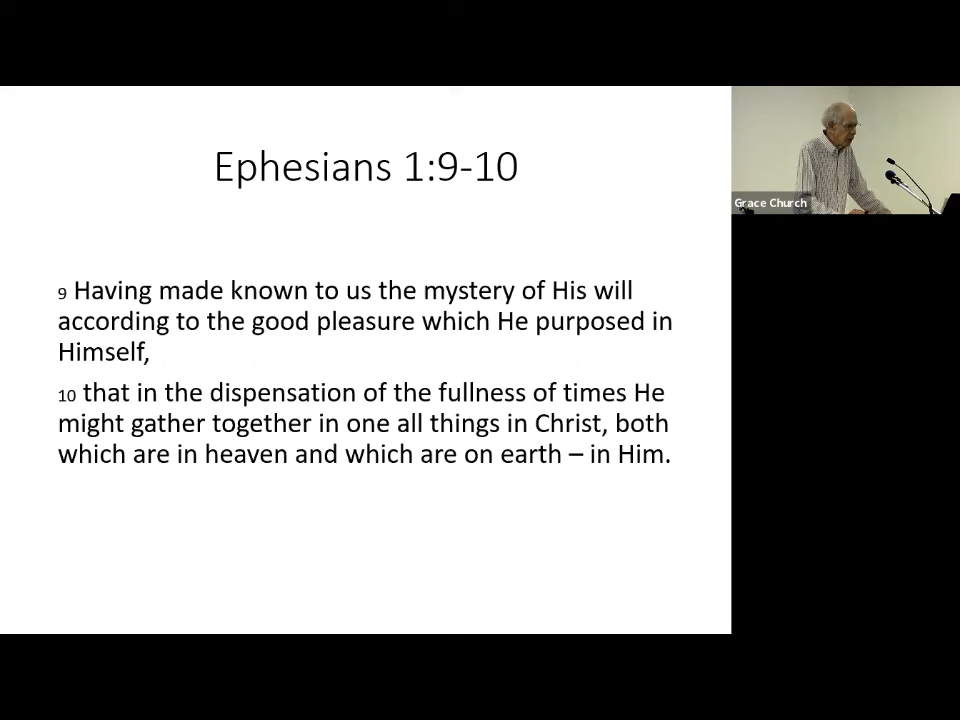 Ephesians 1:9-10
9 Having made known to us the mystery of His will
according to the good pleasure which He purposed in
Himself,
10 that in the dispensation of the fullness of times He
might gather together in one all things in Christ, both
which are in heaven and which are on earth – in Him.
Grace Church